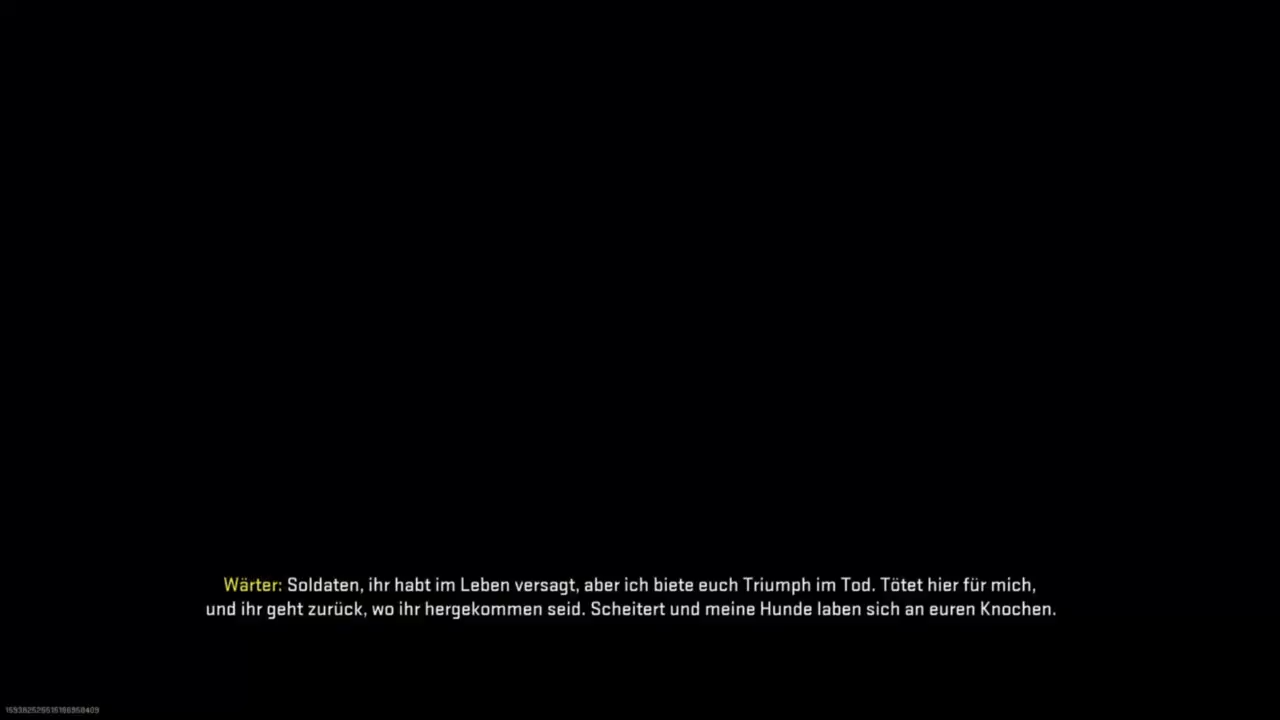 Wärter: Soldaten, ihr habt im Leben versagt, aber ich biete euch Triumph im Tod. Tötet hier für mich,
und ihr geht zurück, wo ihr hergekommen seid. Scheitert und meine Hunde laben sich an euren Knochen.